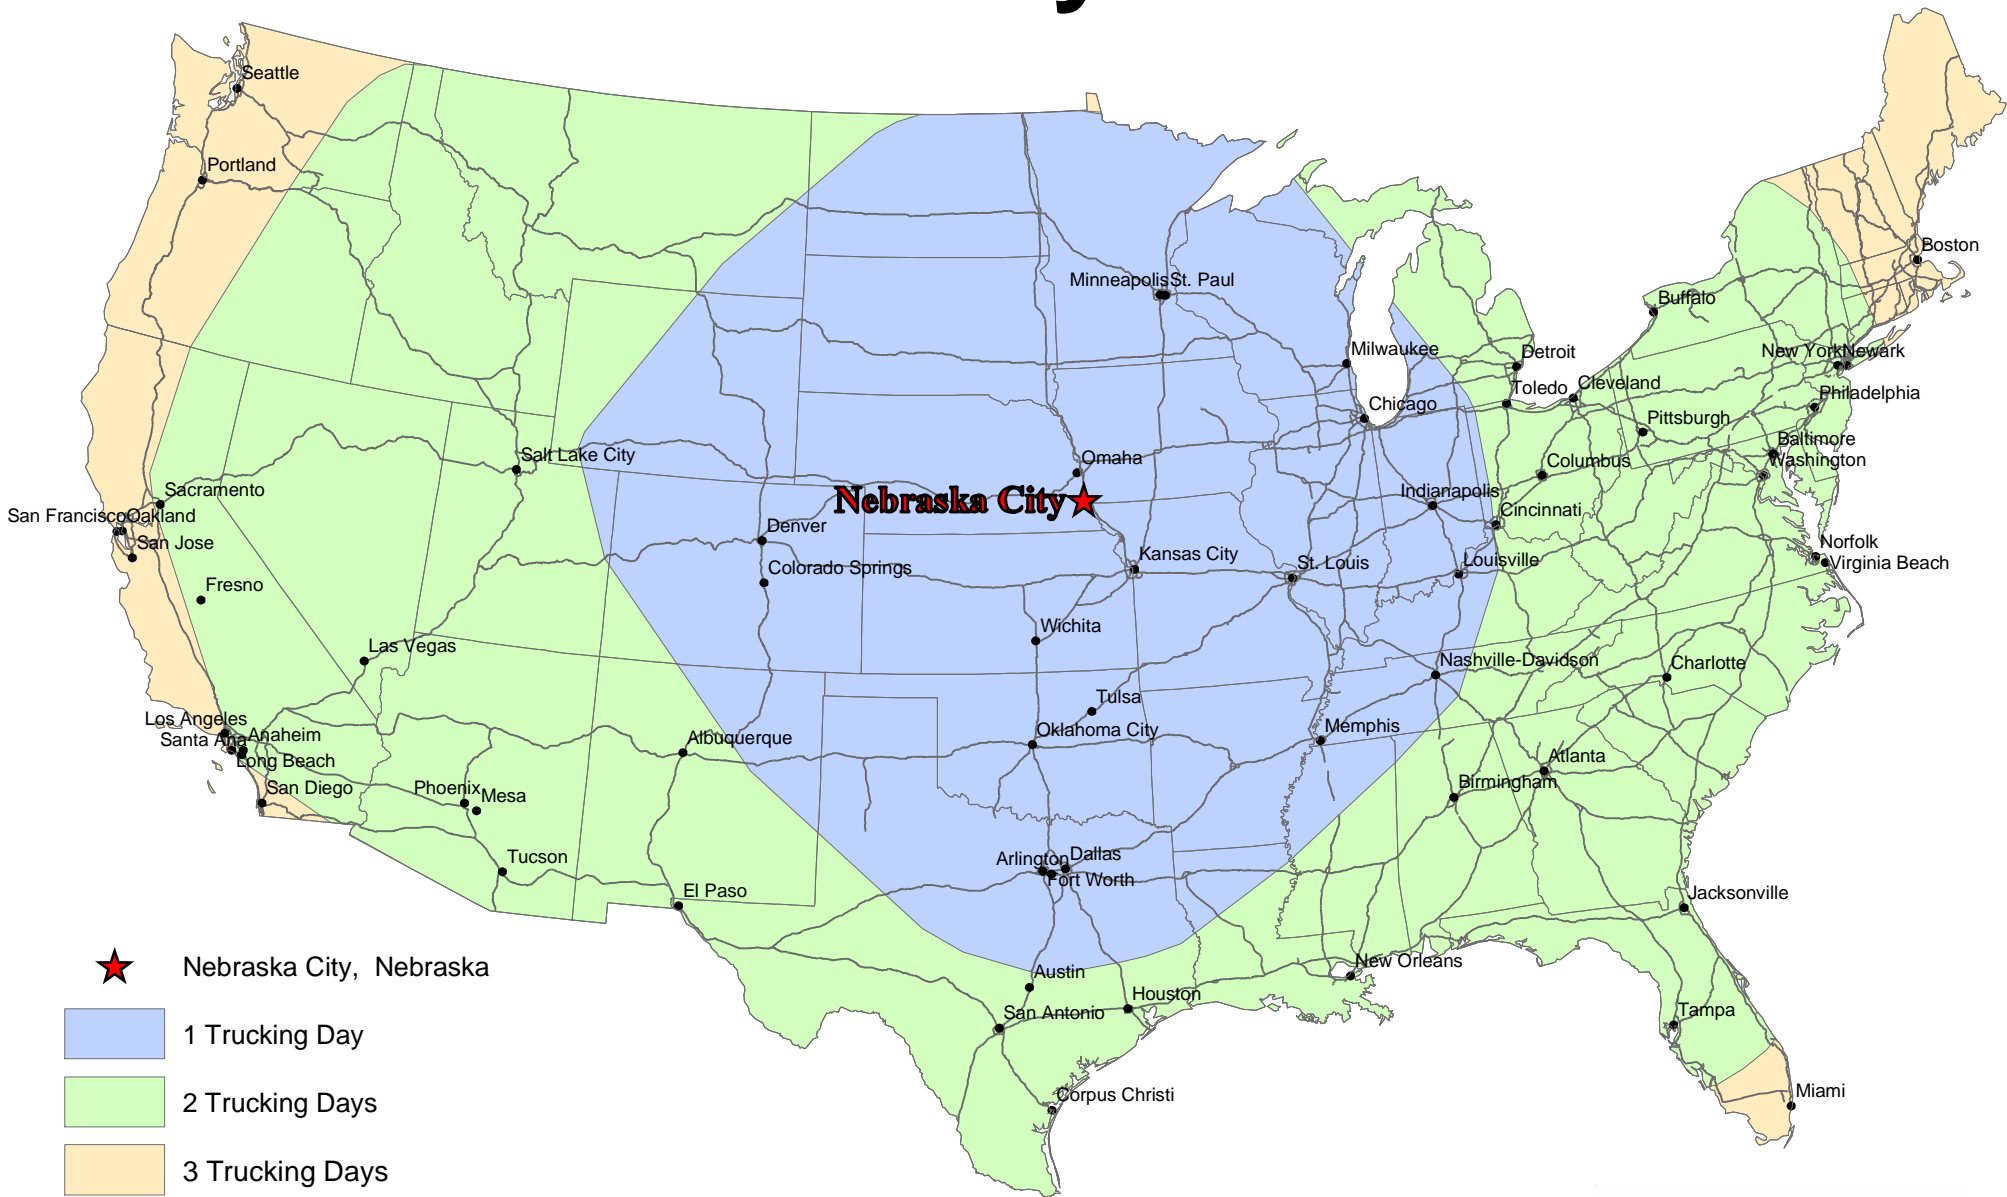 Seattle
Portland
Boston
Minneapolis
St. Paul
Buffalo
Milwaukee
Detroit
New York
Newark
Toledo
Cleveland
Philadelphia
Chicago
Pittsburgh
Baltimore
Salt Lake City
Omaha
Columbus
Washington
Sacramento
Nebraska City
Indianapolis
San Francisco
Oakland
Denver
Cincinnati
San Jose
Kansas City
Norfolk
Colorado Springs
St. Louis
Louisville
Virginia Beach
Fresno
Wichita
Las Vegas
Nashville-Davidson
Charlotte
Tulsa
Los Angeles
Oklahoma City
Memphis
Santa Ana
Anaheim
Albuquerque
Long Beach
Atlanta
San Diego
Phoenix
Mesa
Birmingham
Tucson
Arlington
Dallas
Fort Worth
El Paso
Jacksonville
Nebraska City, Nebraska
Austin
New Orleans
Houston
San Antonio
Tampa
1 Trucking Day
Corpus Christi
Miami
2 Trucking Days
3 Trucking Days